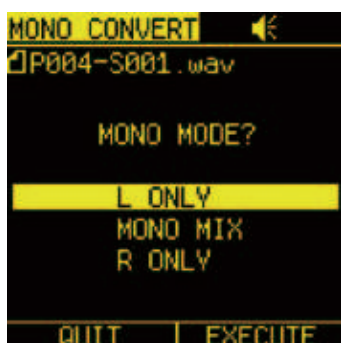 MONO CONVERT
P004-S001.wav
MONO MODE?
L ONLY
MONO MIX
R ONLY
QUIT EXECUTE